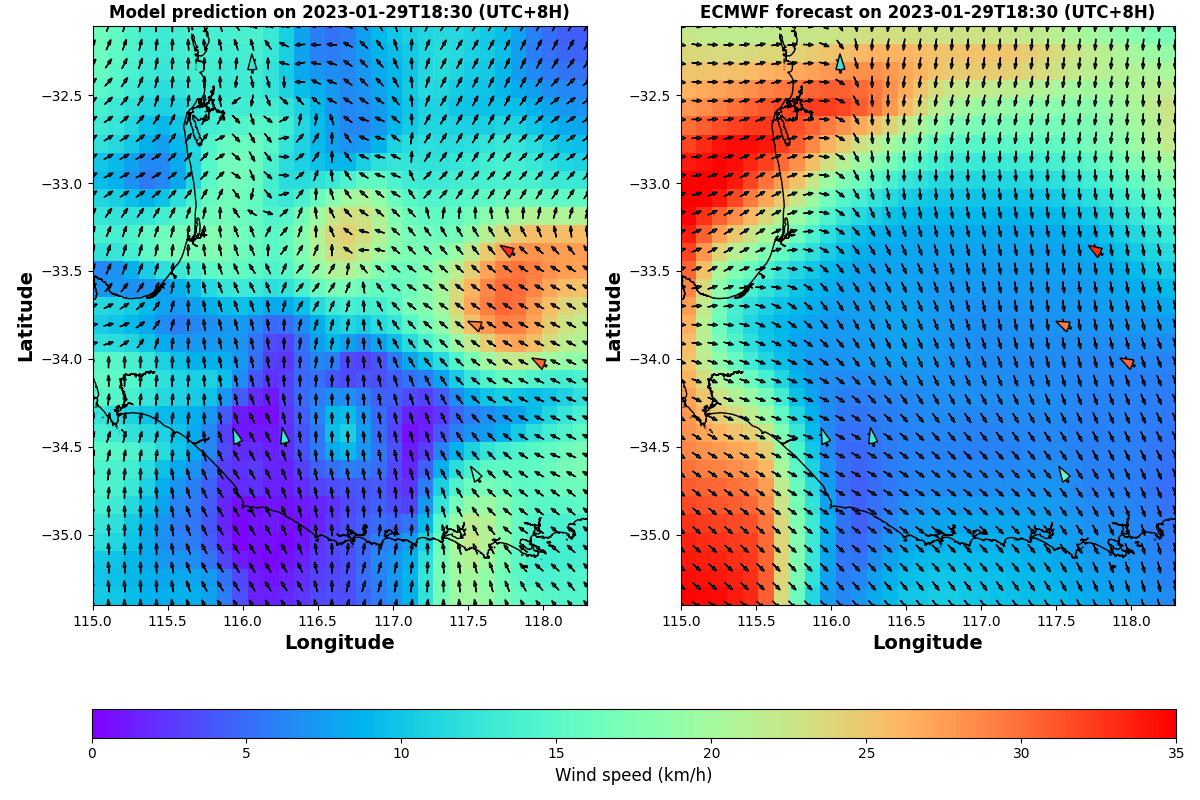 Model prediction on 2023-01-29T18:30 (UTC+8H)
ECMWF forecast on 2023-01-29T18:30 (UTC+8H)
−32.5
−33.0
−33.5
−34.0
−34.5
−35.0
Latitude
115.0 115.5 116.0 116.5 117.0 117.5 118.0
Longitude
−32.5
−33.0
−33.5
−34.0
−34.5
−35.0
Latitude
115.0 115.5 116.0 116.5 117.0 117.5 118.0
Longitude
0 5 10 15 20 25 30 35
Wind speed (km/h)